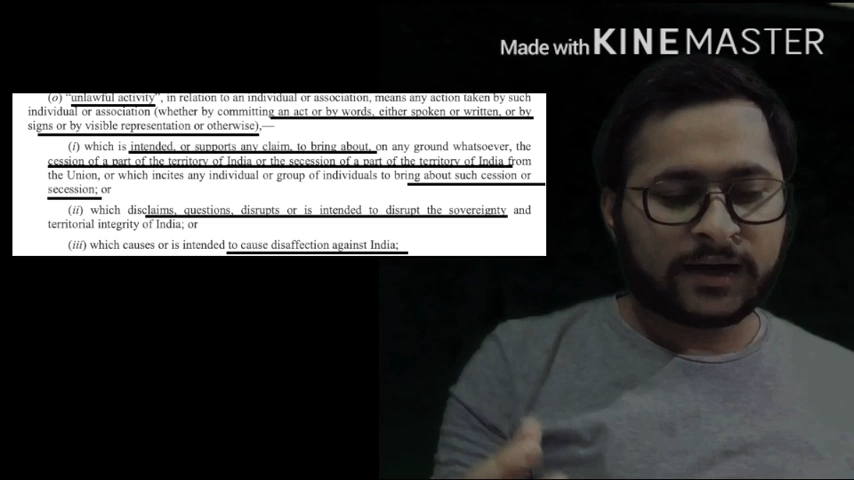 Made with KINEMASTER
(o) "unlawful activity", in relation to an individual or association, means any action taken by such
individual or association (whether by committing an act or by words, either spoken or written, or by
signs or by visible representation or otherwise),—
(i) which is intended, or supports any claim, to bring about, on any ground whatsoever, the
cession of a part of the territory of India or the secession of a part of the territory of India from
the Union, or which incites any individual or group of individuals to bring about such cession or
secession; or
(ii) which disclaims, questions, disrupts or is intended to disrupt the sovereignty and
territorial integrity of India; or
(iii) which causes or is intended to cause disaffection against India;